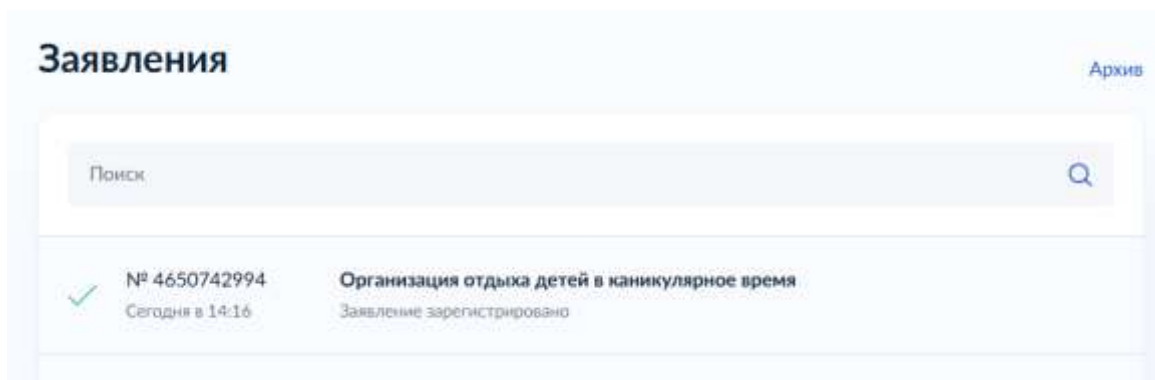 Заявления
Архив
Поиск
№ 4650742994
Организация отдыха детей в каникулярное время
Сегодня в 14:16
Заявление зарегистрировано